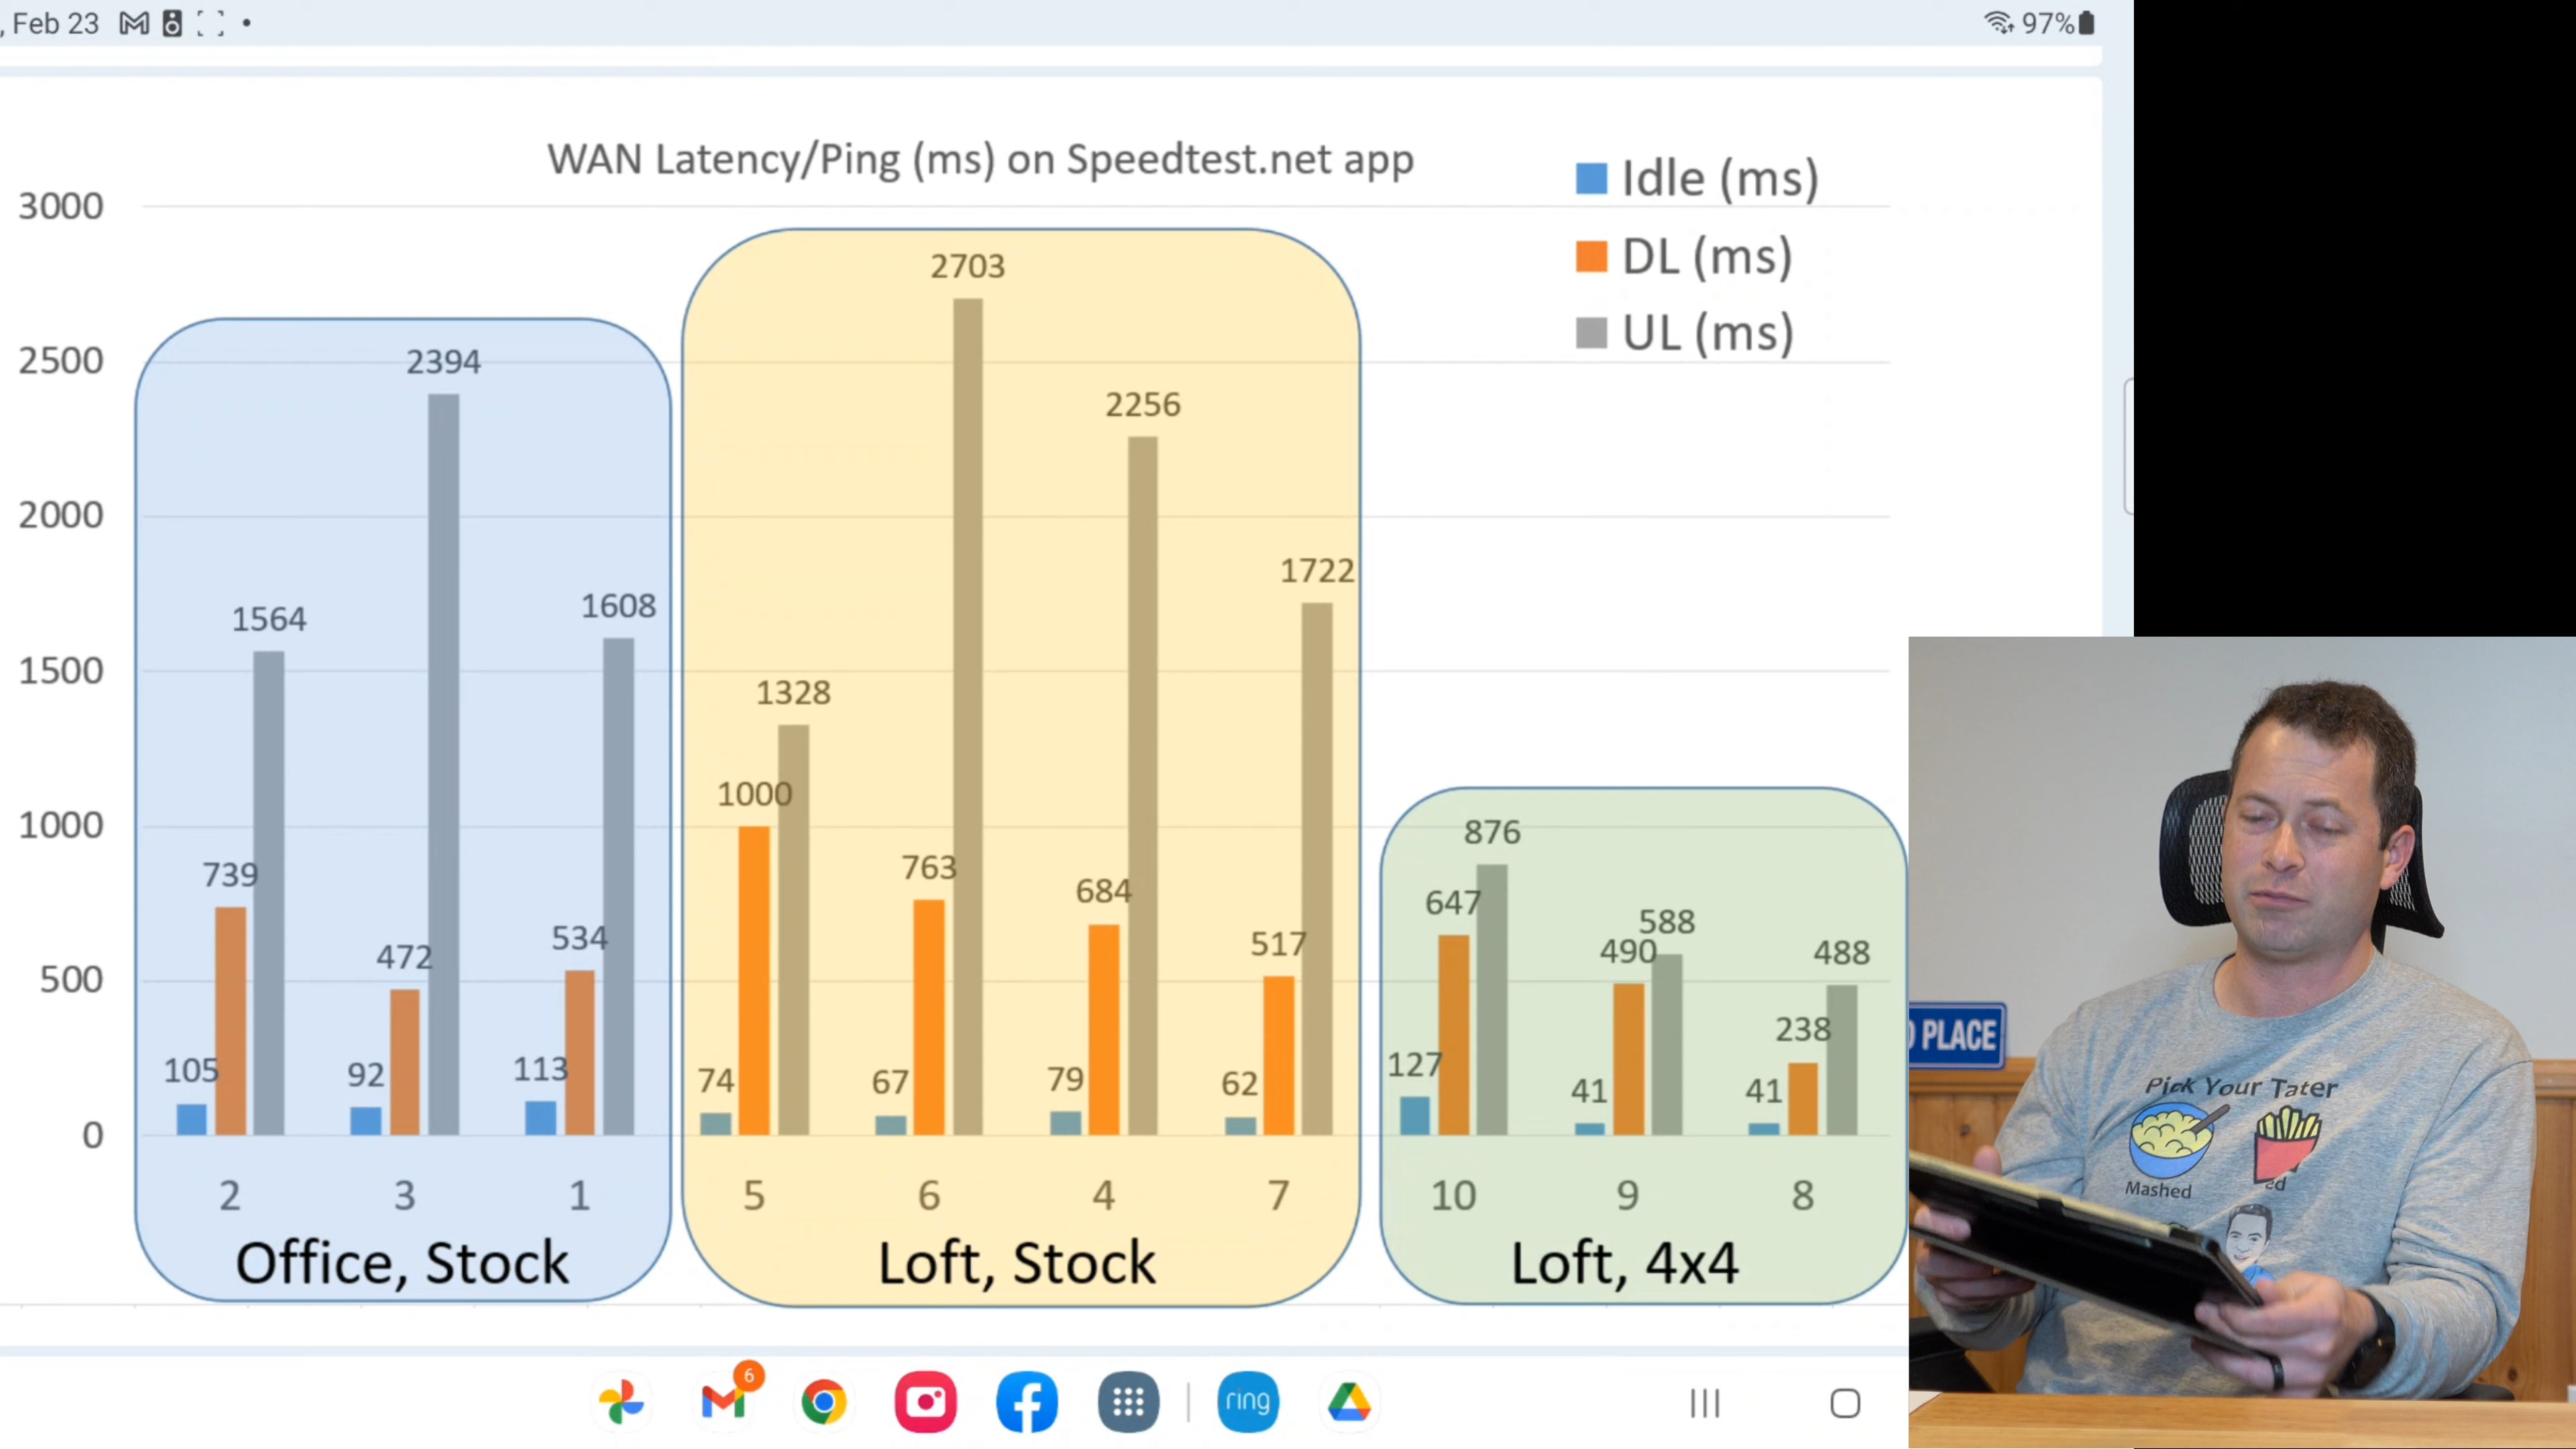 , Feb 23
97%
WAN Latency/Ping (ms) on Speedtest.net app
Idle (ms)
DL (ms)
UL (ms)
3000
2500
2000
1500
1000
500
0
105 739 1564
92 472 2394
113 534 1608
74 1000 1328
67 763 2703
79 684 2256
62 517 1722
127 647 876
41 490 588
41 238 488
2 3 1 5 6 4 7 10 9 8
Office, Stock
Loft, Stock
Loft, 4x4
6
ring
PLACE
Pick Your Tater
Mashed